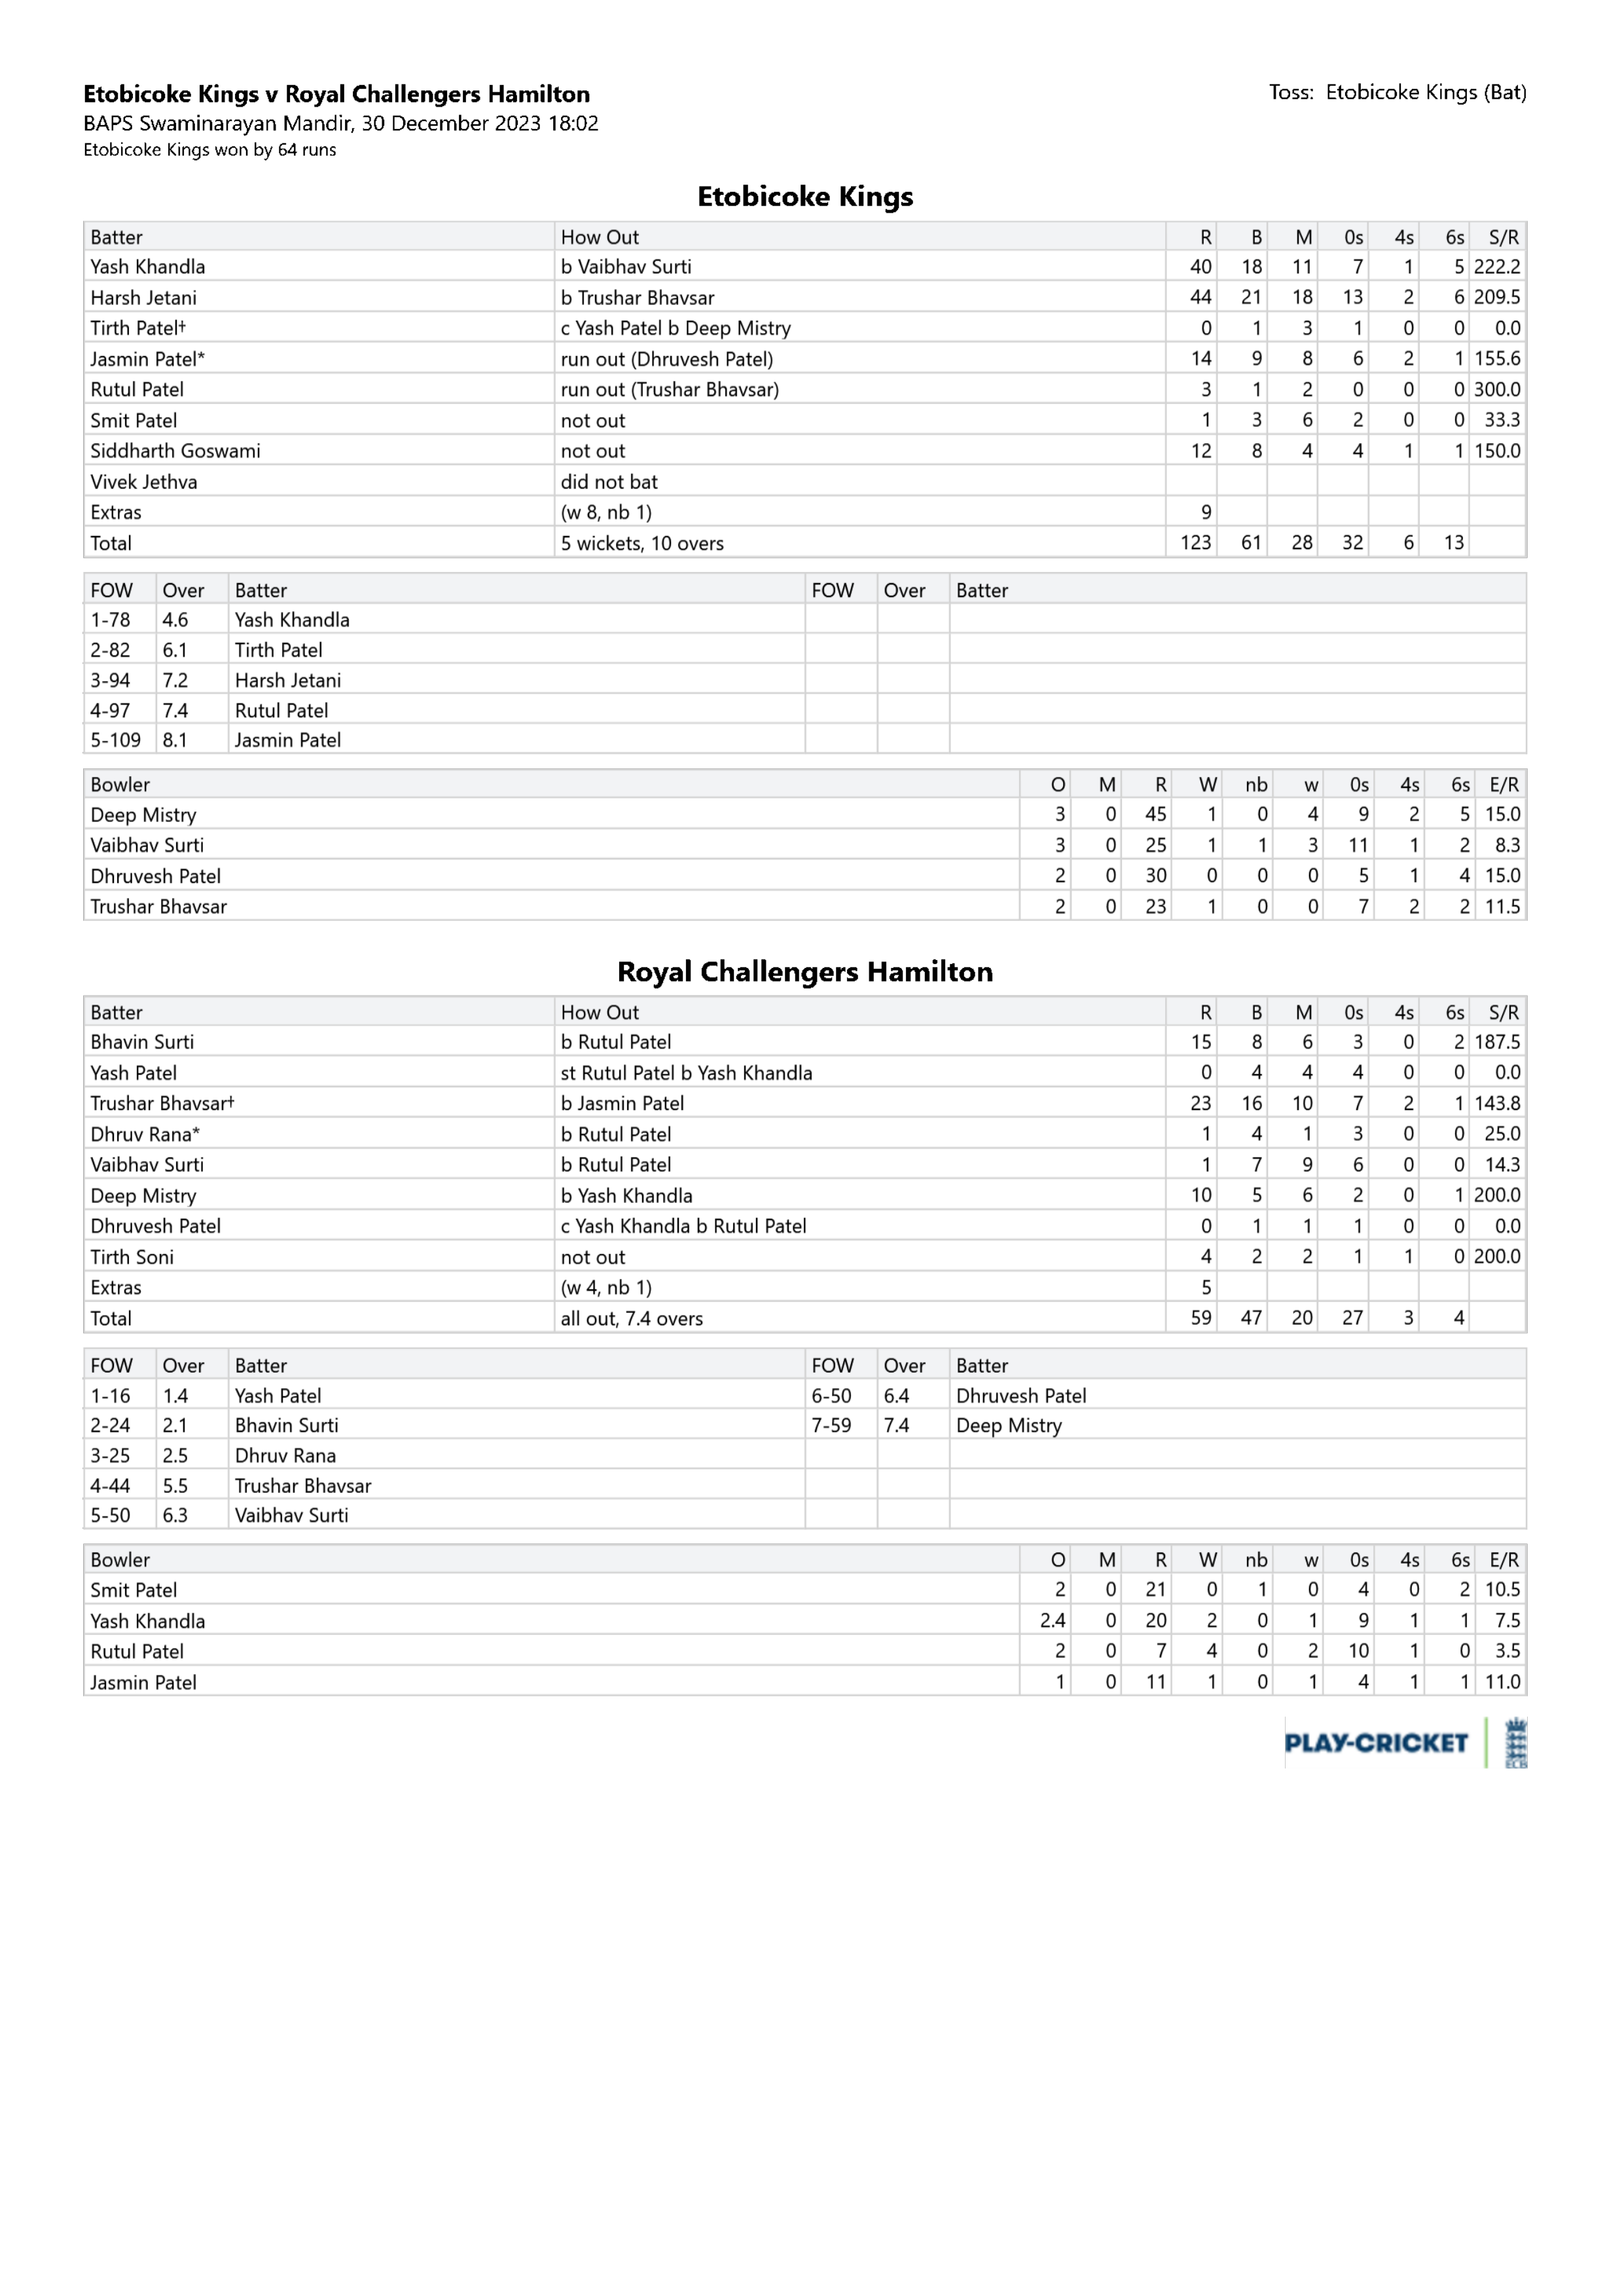 Etobicoke Kings v Royal Challengers Hamilton Toss: Etobicoke Kings (Bat)
BAPS Swaminarayan Mandir, 30 December 2023 18:02
Etobicoke Kings won by 64 runs
Etobicoke Kings
Batter How Out R B M 0s 4s 6s S/R
Yash Khandla b Vaibhav Surti 40 18 11 7 1 5 222.2
Harsh Jetani b Trushar Bhavsar 44 21 18 13 2 6 209.5
Tirth Patel† c Yash Patel b Deep Mistry 0 1 3 1 0 0 0.0
Jasmin Patel* run out (Dhruvesh Patel) 14 9 8 6 2 1 155.6
Rutul Patel run out (Trushar Bhavsar) 3 1 2 0 0 0 300.0
Smit Patel not out 1 3 6 2 0 0 33.3
Siddharth Goswami not out 12 8 4 4 1 1 150.0
Vivek Jethva did not bat
Extras (w 8, nb 1) 9
Total 5 wickets, 10 overs 123 61 28 32 6 13
FOW Over Batter FOW Over Batter
1-78 4.6 Yash Khandla
2-82 6.1 Tirth Patel
3-94 7.2 Harsh Jetani
4-97 7.4 Rutul Patel
5-109 8.1 Jasmin Patel
Bowler O M R W nb w 0s 4s 6s E/R
Deep Mistry 3 0 45 1 0 4 9 2 5 15.0
Vaibhav Surti 3 0 25 1 1 3 11 1 2 8.3
Dhruvesh Patel 2 0 30 0 0 0 5 1 4 15.0
Trushar Bhavsar 2 0 23 1 0 0 7 2 2 11.5
Royal Challengers Hamilton
Batter How Out R B M 0s 4s 6s S/R
Bhavin Surti b Rutul Patel 15 8 6 3 0 2 187.5
Yash Patel st Rutul Patel b Yash Khandla 0 4 4 4 0 0 0.0
Trushar Bhavsar† b Jasmin Patel 23 16 10 7 2 1 143.8
Dhruv Rana* b Rutul Patel 1 4 1 3 0 0 25.0
Vaibhav Surti b Rutul Patel 1 7 9 6 0 0 14.3
Deep Mistry b Yash Khandla 10 5 6 2 0 1 200.0
Dhruvesh Patel c Yash Khandla b Rutul Patel 0 1 1 1 0 0 0.0
Tirth Soni not out 4 2 2 1 1 0 200.0
Extras (w 4, nb 1) 5
Total all out, 7.4 overs 59 47 20 27 3 4
FOW Over Batter FOW Over Batter
1-16 1.4 Yash Patel 6-50 6.4 Dhruvesh Patel
2-24 2.1 Bhavin Surti 7-59 7.4 Deep Mistry
3-25 2.5 Dhruv Rana
4-44 5.5 Trushar Bhavsar
5-50 6.3 Vaibhav Surti
Bowler O M R W nb w 0s 4s 6s E/R
Smit Patel 2 0 21 0 1 0 4 0 2 10.5
Yash Khandla 2.4 0 20 2 0 1 9 1 1 7.5
Rutul Patel 2 0 7 4 0 2 10 1 0 3.5
Jasmin Patel 1 0 11 1 0 1 4 1 1 11.0
PLAY-CRICKET ECB